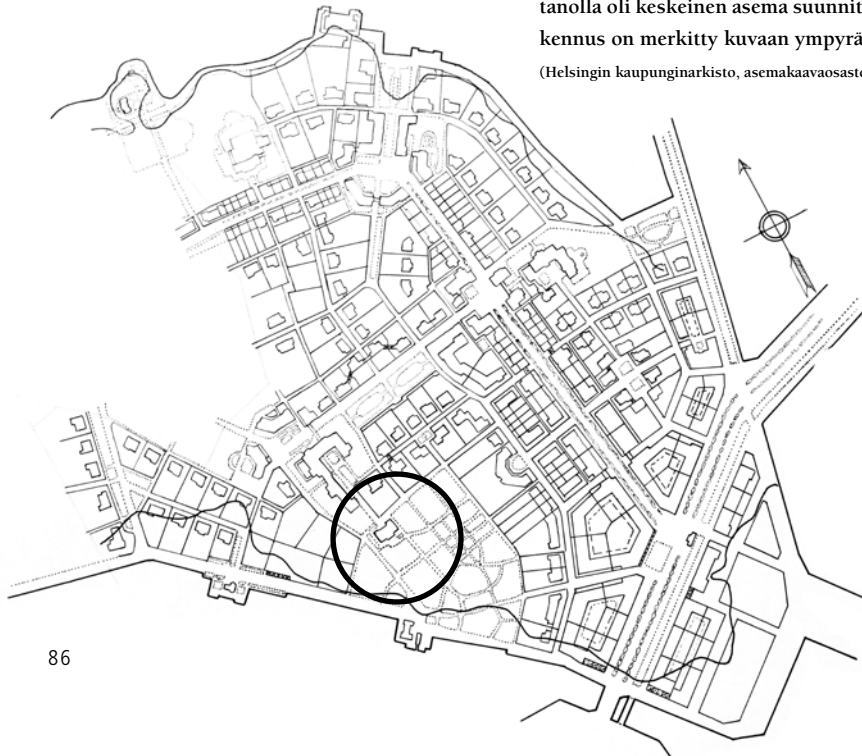 tanolla oli keskeinen asema suunnit
kennus on merkitty kuvaan ympyrä
(Helsingin kaupunginarkisto, asemakaavaosasto
86